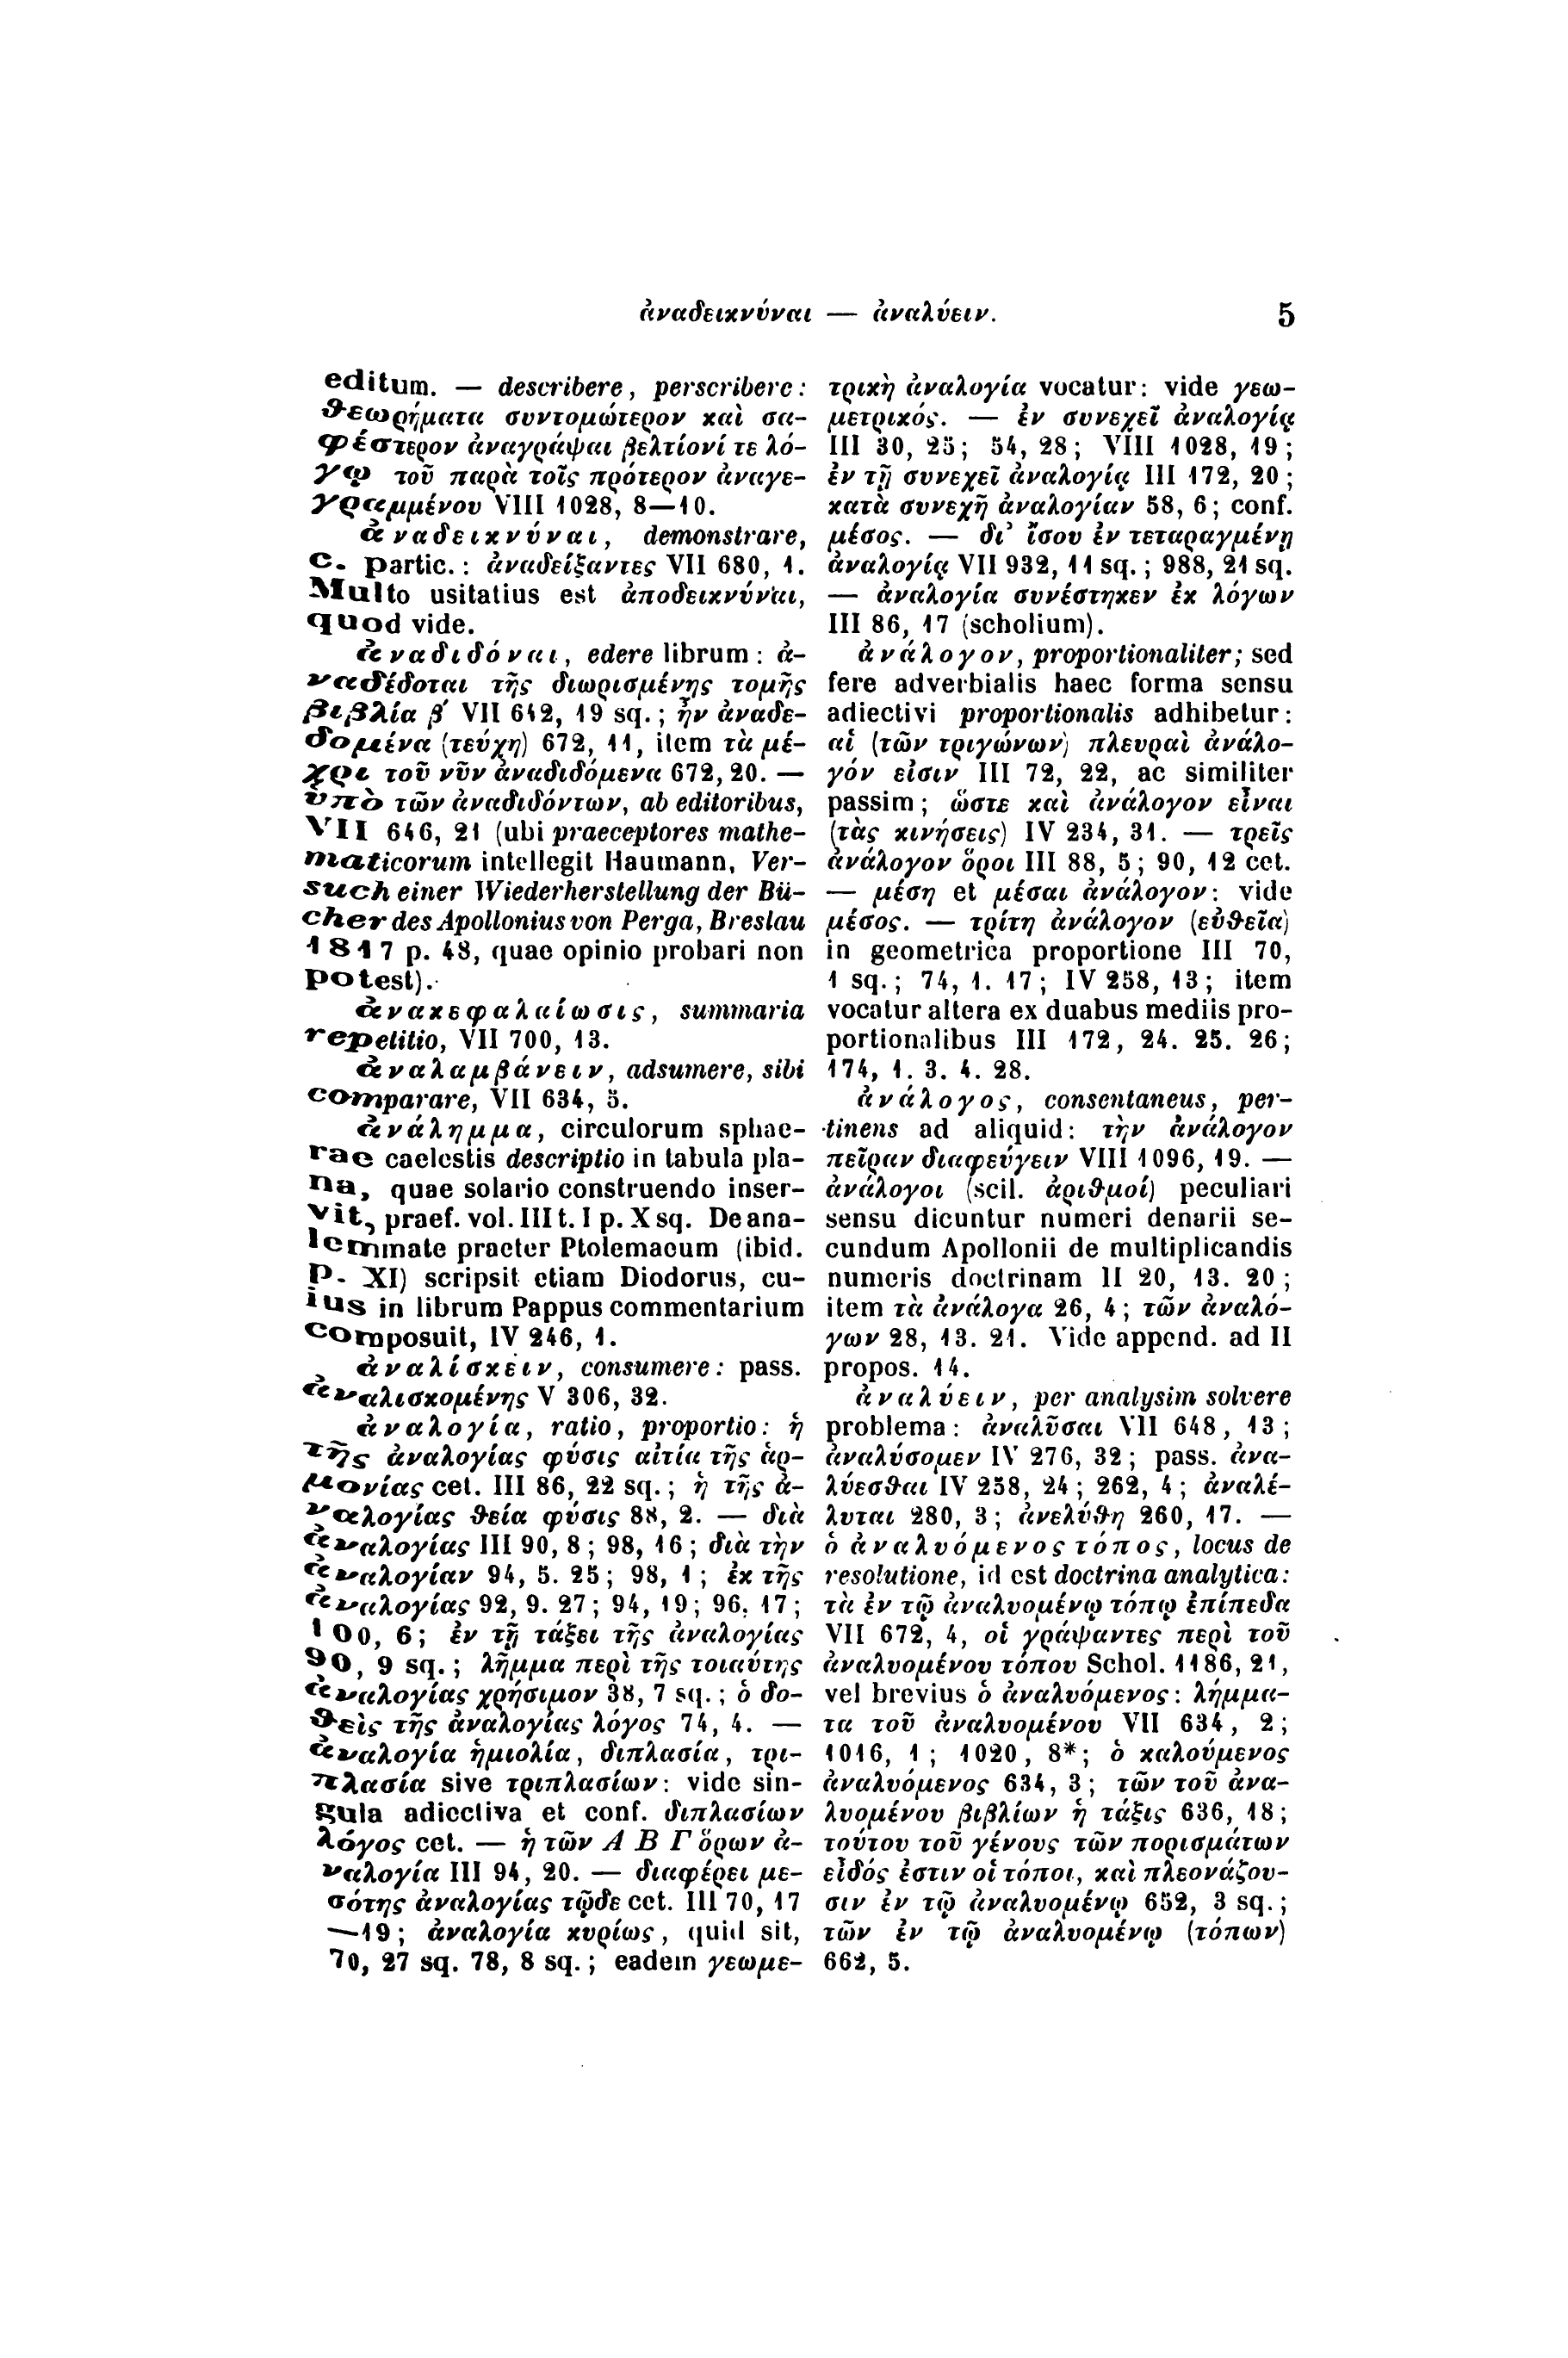 ἀναδεικνύναι — ἀναλύειν. 5
editum. — describere, perscribere:
θεωρήματα συντομώτερον καὶ σα-
φέστερον ἀναγράψαι βελτίονί τε λό-
γῳ τοῦ παρὰ τοῖς πρότερον ἀναγε-
γραμμένου VIII 1028, 8—10.
ἀναδεικνύναι, demonstrare,
c. partic.: ἀναδείξαντες VII 680, 1.
Multo usitatius est ἀποδεικνύναι,
quod vide.
ἀναδιδόναι, edere librum: ἀ-
ναδέδοται τῆς διωρισμένης τομῆς
βιβλία β´ VII 642, 19 sq.; ἦν ἀναδε-
δομένα (τεύχη) 672, 11, item τὰ μέ-
χρι τοῦ νῦν ἀναδιδόμενα 672, 20. —
ὑπὸ τῶν ἀναδιδόντων, ab editoribus,
VII 646, 21 (ubi praeceptores mathe-
maticorum intellegit Haumann, Ver-
such einer Wiederherstellung der Bü-
cher des Apollonius von Perga, Breslau
1817 p. 48, quae opinio probari non
potest).
ἀνακεφαλαίωσις, summaria
repetitio, VII 700, 13.
ἀναλαμβάνειν, adsumere, sibi
comparare, VII 634, 5.
ἀνάλημμα, circulorum sphae-
rae caelestis descriptio in tabula pla-
na, quae solario construendo inser-
vit, praef. vol. III t. I p. X sq. De ana-
lemmate praeter Ptolemaeum (ibid.
p. XI) scripsit etiam Diodorus, cu-
ius in librum Pappus commentarium
composuit, IV 246, 1.
ἀναλίσκειν, consumere: pass.
ἀναλισκομένης V 306, 32.
ἀναλογία, ratio, proportio: ἡ
τῆς ἀναλογίας φύσις αἰτία τῆς ἁρ-
μονίας cet. III 86, 22 sq.; ἡ τῆς ἀ-
ναλογίας θεία φύσις 88, 2. — διὰ
ἀναλογίας III 90, 8; 98, 16; διὰ τὴν
ἀναλογίαν 94, 5. 25; 98, 1; ἐκ τῆς
ἀναλογίας 92, 9. 27; 94, 19; 96, 17;
100, 6; ἐν τῇ τάξει τῆς ἀναλογίας
90, 9 sq.; λῆμμα περὶ τῆς τοιαύτης
ἀναλογίας χρήσιμον 38, 7 sq.; ὁ δο-
θεὶς τῆς ἀναλογίας λόγος 74, 4. —
ἀναλογία ἡμιολία, διπλασία, τρι-
πλασία sive τριπλασίων: vide sin-
gula adiectiva et conf. διπλασίων
λόγος cet. — ἡ τῶν Α Β Γ ὅρων ἀ-
ναλογία III 94, 20. — διαφέρει με-
σότης ἀναλογίας τῷδε cet. III 70, 17
—19; ἀναλογία κυρίως, quid sit,
70, 27 sq. 78, 8 sq.; eadem γεωμε-
τρικὴ ἀναλογία vocatur: vide γεω-
μετρικός. — ἐν συνεχεῖ ἀναλογίᾳ
III 30, 25; 54, 28; VIII 1028, 19;
ἐν τῇ συνεχεῖ ἀναλογίᾳ III 172, 20;
κατὰ συνεχῆ ἀναλογίαν 58, 6; conf.
μέσος. — δι᾽ ἴσου ἐν τεταραγμένῃ
ἀναλογίᾳ VII 932, 11 sq.; 988, 21 sq.
— ἀναλογία συνέστηκεν ἐκ λόγων
III 86, 17 (scholium).
ἀνάλογον, proportionaliter; sed
fere adverbialis haec forma sensu
adiectivi proportionalis adhibetur:
αἱ (τῶν τριγώνων) πλευραὶ ἀνάλο-
γόν εἰσιν III 72, 22, ac similiter
passim; ὥστε καὶ ἀνάλογον εἶναι
(τὰς κινήσεις) IV 234, 31. — τρεῖς
ἀνάλογον ὅροι III 88, 5; 90, 12 cet.
— μέση et μέσαι ἀνάλογον: vide
μέσος. — τρίτη ἀνάλογον (εὐθεῖα)
in geometrica proportione III 70,
1 sq.; 74, 1. 17; IV 258, 13; item
vocatur altera ex duabus mediis pro-
portionalibus III 172, 24. 25. 26;
174, 1. 3. 4. 28.
ἀνάλογος, consentaneus, per-
tinens ad aliquid: τὴν ἀνάλογον
πεῖραν διαφεύγειν VIII 1096, 19. —
ἀνάλογοι (scil. ἀριθμοί) peculiari
sensu dicuntur numeri denarii se-
cundum Apollonii de multiplicandis
numeris doctrinam II 20, 13. 20;
item τὰ ἀνάλογα 26, 4; τῶν ἀναλό-
γων 28, 13. 21. Vide append. ad II
propos. 14.
ἀναλύειν, per analysim solvere
problema: ἀναλῦσαι VII 648, 13;
ἀναλύσομεν IV 276, 32; pass. ἀνα-
λύεσθαι IV 258, 24; 262, 4; ἀναλέ-
λυται 280, 3; ἀνελύθη 260, 17. —
ὁ ἀναλυόμενος τόπος, locus de
resolutione, id est doctrina analytica:
τὰ ἐν τῷ ἀναλυομένῳ τόπῳ ἐπίπεδα
VII 672, 4, οἱ γράψαντες περὶ τοῦ
ἀναλυομένου τόπου Schol. 1186, 21,
vel brevius ὁ ἀναλυόμενος: λήμμα-
τα τοῦ ἀναλυομένου VII 634, 2;
1016, 1; 1020, 8*; ὁ καλούμενος
ἀναλυόμενος 634, 3; τῶν τοῦ ἀνα-
λυομένου βιβλίων ἡ τάξις 636, 18;
τούτου τοῦ γένους τῶν πορισμάτων
εἶδός ἐστιν οἱ τόποι, καὶ πλεονάζου-
σιν ἐν τῷ ἀναλυομένῳ 652, 3 sq.;
τῶν ἐν τῷ ἀναλυομένῳ (τόπων)
662, 5.